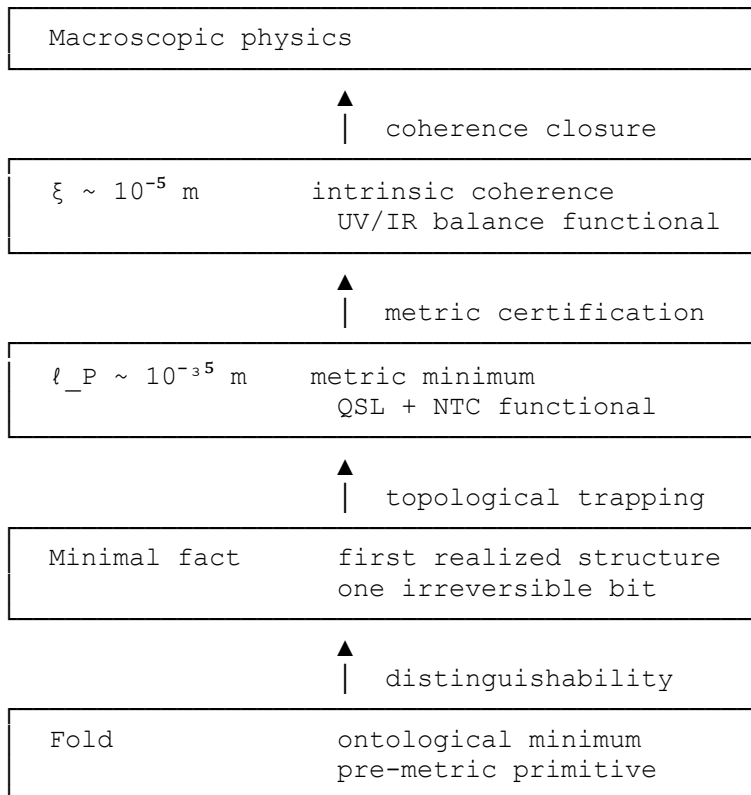 Macroscopic physics
▲
│ coherence closure
ξ ~ 10⁻⁵ m intrinsic coherence
UV/IR balance functional
▲
│ metric certification
ℓ_P ~ 10⁻³⁵ m metric minimum
QSL + NTC functional
▲
│ topological trapping
Minimal fact first realized structure
one irreversible bit
▲
│ distinguishability
Fold ontological minimum
pre-metric primitive